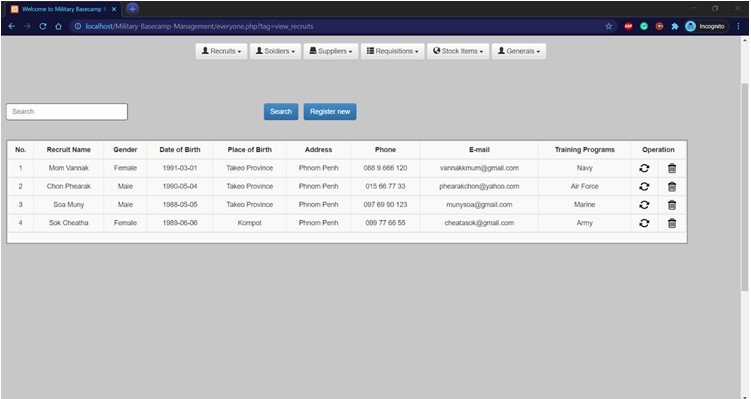 Welcome to Military Basecamp M
localhost/Military-Basecamp-Management/everyone.php?tag=view_recruits
ABP
G
Incognito
Recruits Soldiers Suppliers Requisitions Stock Items Generals
Search Search Register new
No. Recruit Name Gender Date of Birth Place of Birth Address Phone E-mail Training Programs Operation
1 Mom Vannak Female 1991-03-01 Takeo Province Phnom Penh 088 9 666 120 vannakkmum@gmail.com Navy
2 Chon Phearak Male 1990-05-04 Takeo Province Phnom Penh 015 66 77 33 phearakchon@yahoo.com Air Force
3 Soa Muny Male 1988-05-05 Takeo Province Phnom Penh 097 69 90 123 munysoa@gmail.com Marine
4 Sok Cheatha Female 1989-06-06 Kompot Phnom Penh 099 77 66 55 cheatasok@gmail.com Army